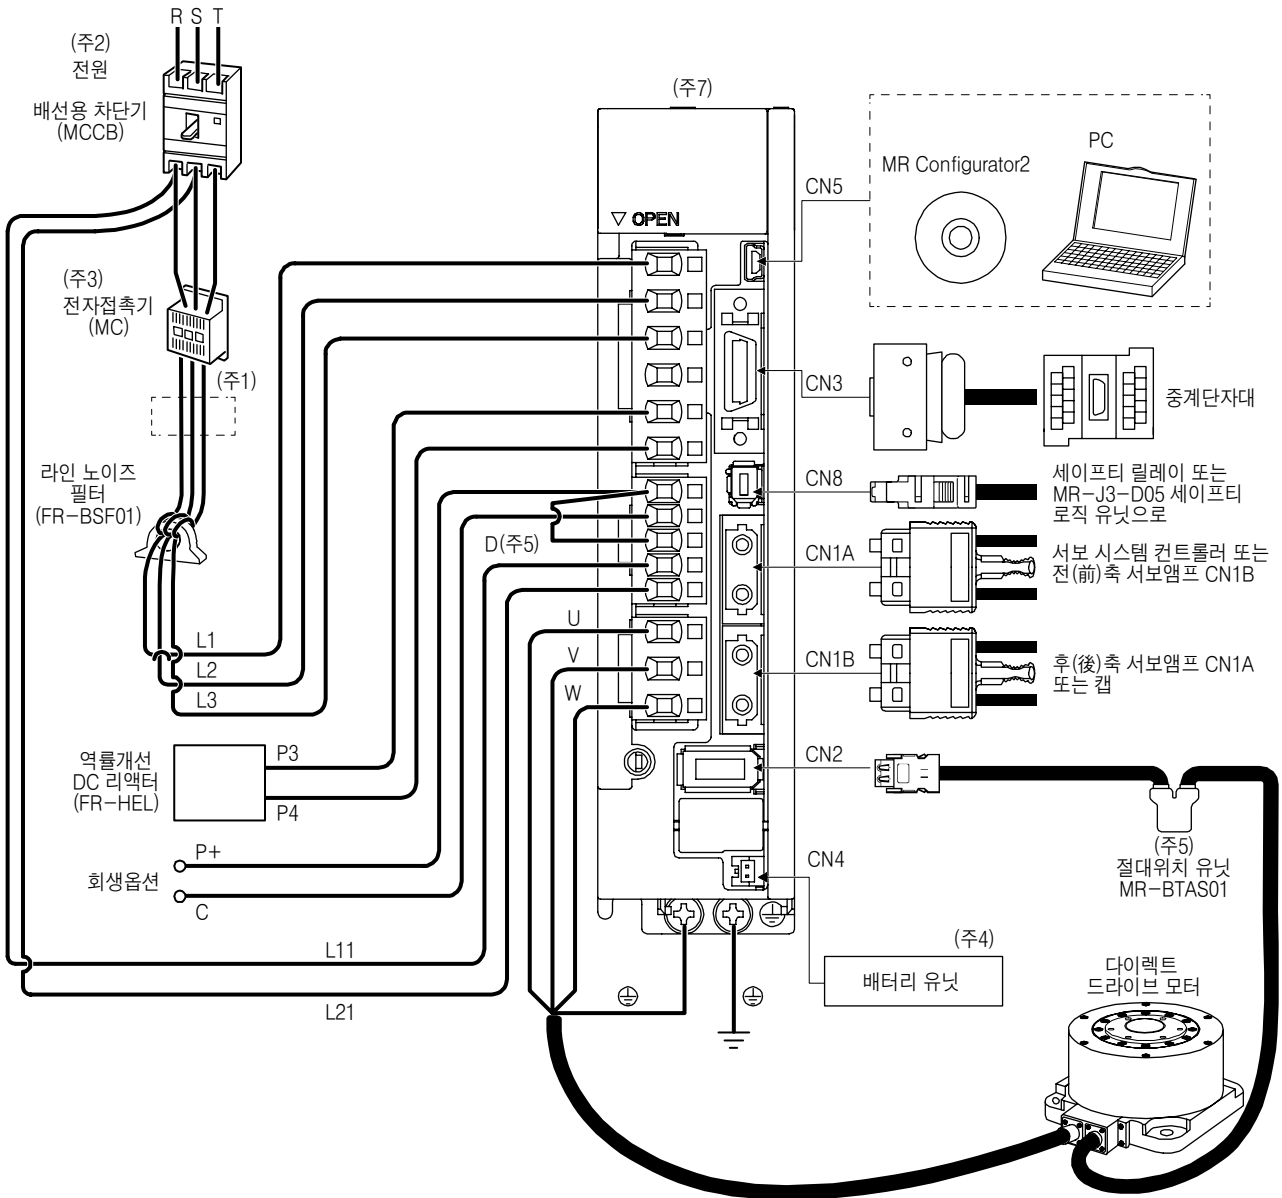 R S T
(주2)
전원
배선용 차단기
(MCCB)
(주7)
PC
MR Configurator2
CN5
▽ OPEN
(주3)
전자접촉기
(MC)
(주1)
CN3
중계단자대
라인 노이즈
필터
(FR-BSF01)
CN8
세이프티 릴레이 또는
MR-J3-D05 세이프티
로직 유닛으로
D(주5)
CN1A
서보 시스템 컨트롤러 또는
전(前)축 서보앰프 CN1B
U
L1
V
CN1B
후(後)축 서보앰프 CN1A
또는 캡
L2
W
L3
역률개선
DC 리액터
(FR-HEL)
P3
P4
CN2
(주5)
절대위치 유닛
MR-BTAS01
P+
회생옵션
C
CN4
(주4)
배터리 유닛
L11
L21
다이렉트
드라이브 모터